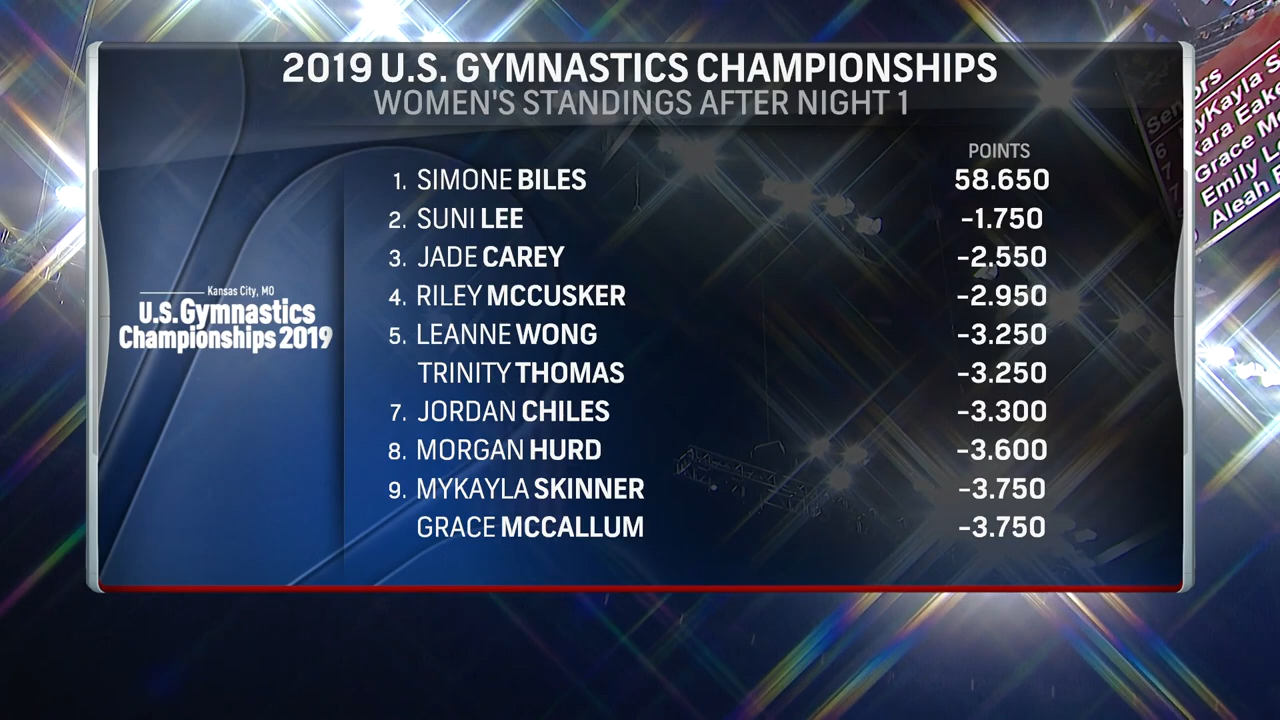 2019 U.S. GYMNASTICS CHAMPIONSHIPS
WOMEN'S STANDINGS AFTER NIGHT 1
POINTS
1. SIMONE BILES 58.650
2. SUNI LEE -1.750
3. JADE CAREY -2.550
4. RILEY MCCUSKER -2.950
5. LEANNE WONG -3.250
TRINITY THOMAS -3.250
7. JORDAN CHILES -3.300
8. MORGAN HURD -3.600
9. MYKAYLA SKINNER -3.750
GRACE MCCALLUM -3.750
Kansas City, MO
U.S. Gymnastics
Championships 2019
Grace
Emily
Aleah